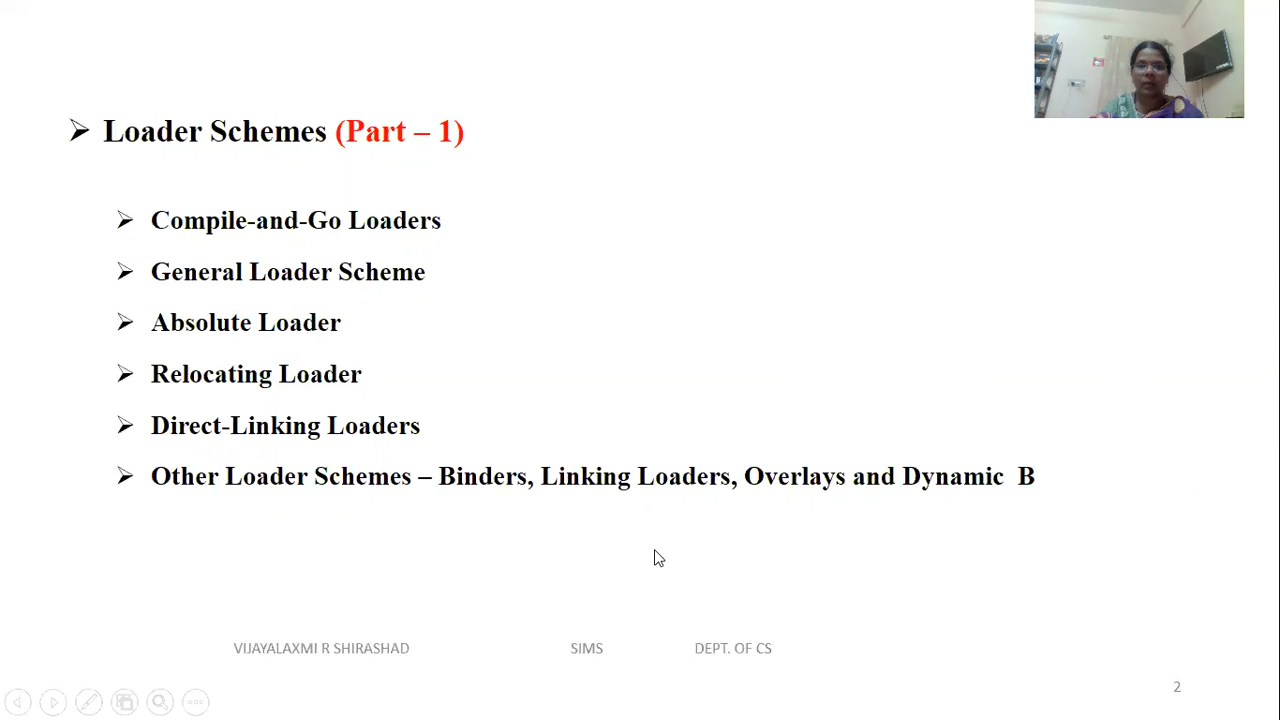 Loader Schemes (Part – 1)
Compile-and-Go Loaders
General Loader Scheme
Absolute Loader
Relocating Loader
Direct-Linking Loaders
Other Loader Schemes – Binders, Linking Loaders, Overlays and Dynamic B
VIJAYALAXMI R SHIRASHAD SIMS DEPT. OF CS
2